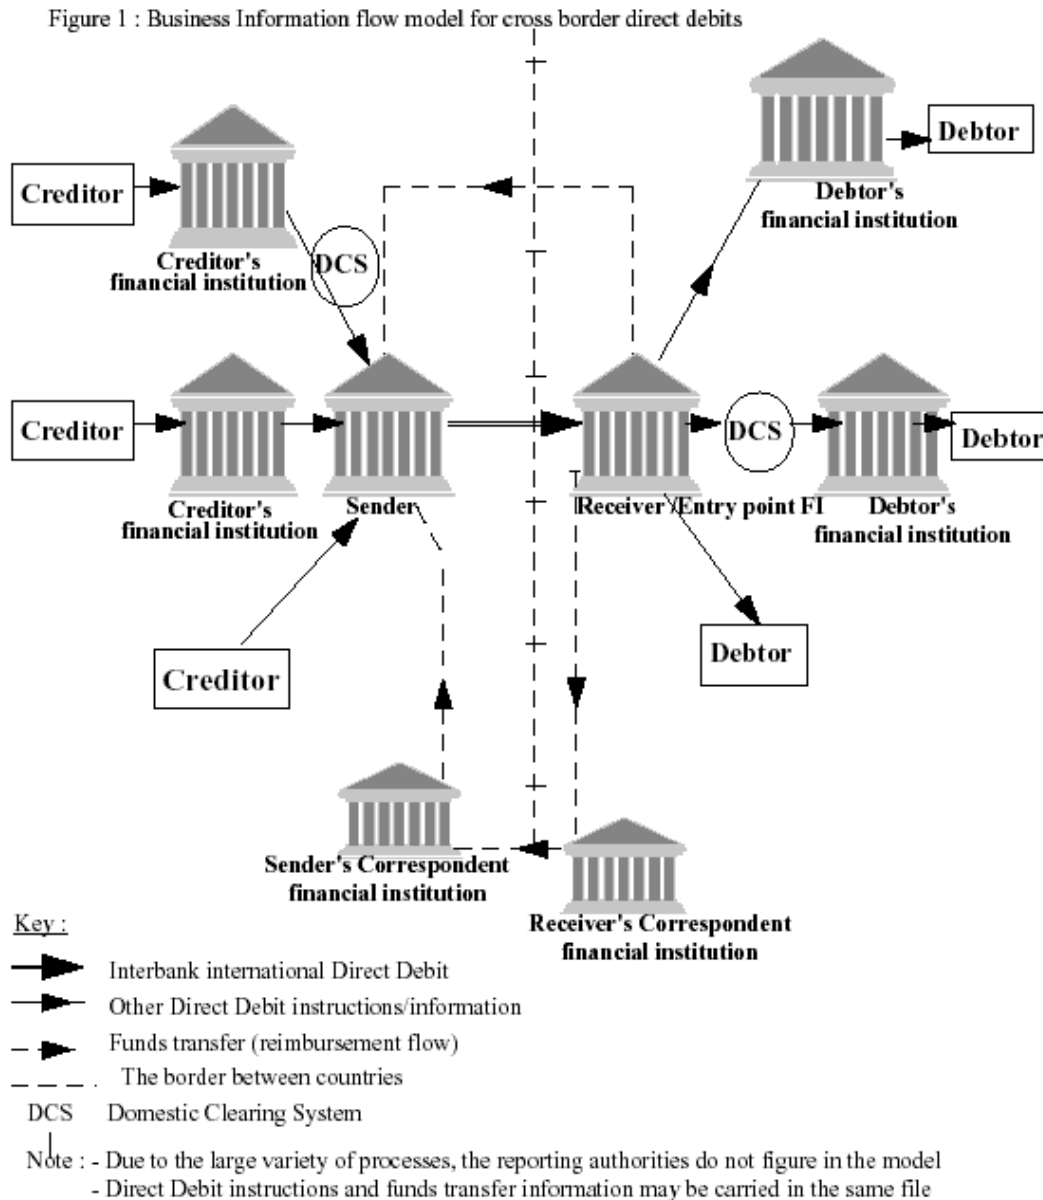 Figure 1 : Business Information flow model for cross border direct debits
Debtor
Creditor
Debtor's
financial institution
Creditor's
financial institution
DCS
Creditor
DCS
Debtor
Creditor's
financial institution
Sender
Receiver /Entry point FI
Debtor's
financial institution
Creditor
Debtor
Sender's Correspondent
financial institution
Receiver's Correspondent
financial institution
Key :
Interbank international Direct Debit
Other Direct Debit instructions/information
Funds transfer (reimbursement flow)
The border between countries
DCS Domestic Clearing System
Note : - Due to the large variety of processes, the reporting authorities do not figure in the model
- Direct Debit instructions and funds transfer information may be carried in the same file